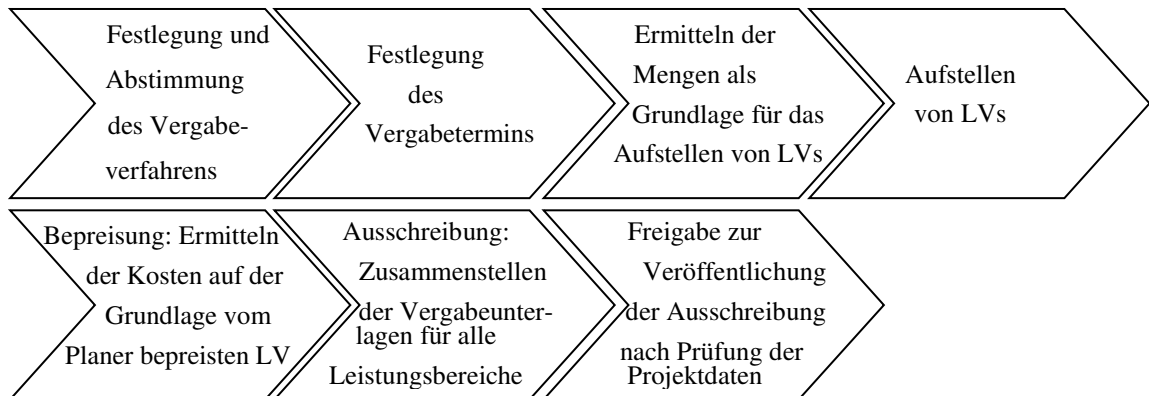 Festlegung und
Abstimmung
des Vergabe-
verfahrens
Festlegung
des
Vergabetermins
Ermitteln der
Mengen als
Grundlage für das
Aufstellen von LVs
Aufstellen
von LVs
Bepreisung: Ermitteln
der Kosten auf der
Grundlage vom
Planer bepreisten LV
Ausschreibung:
Zusammenstellen
der Vergabeunter-
lagen für alle
Leistungsbereiche
Freigabe zur
Veröffentlichung
der Ausschreibung
nach Prüfung der
Projektdaten